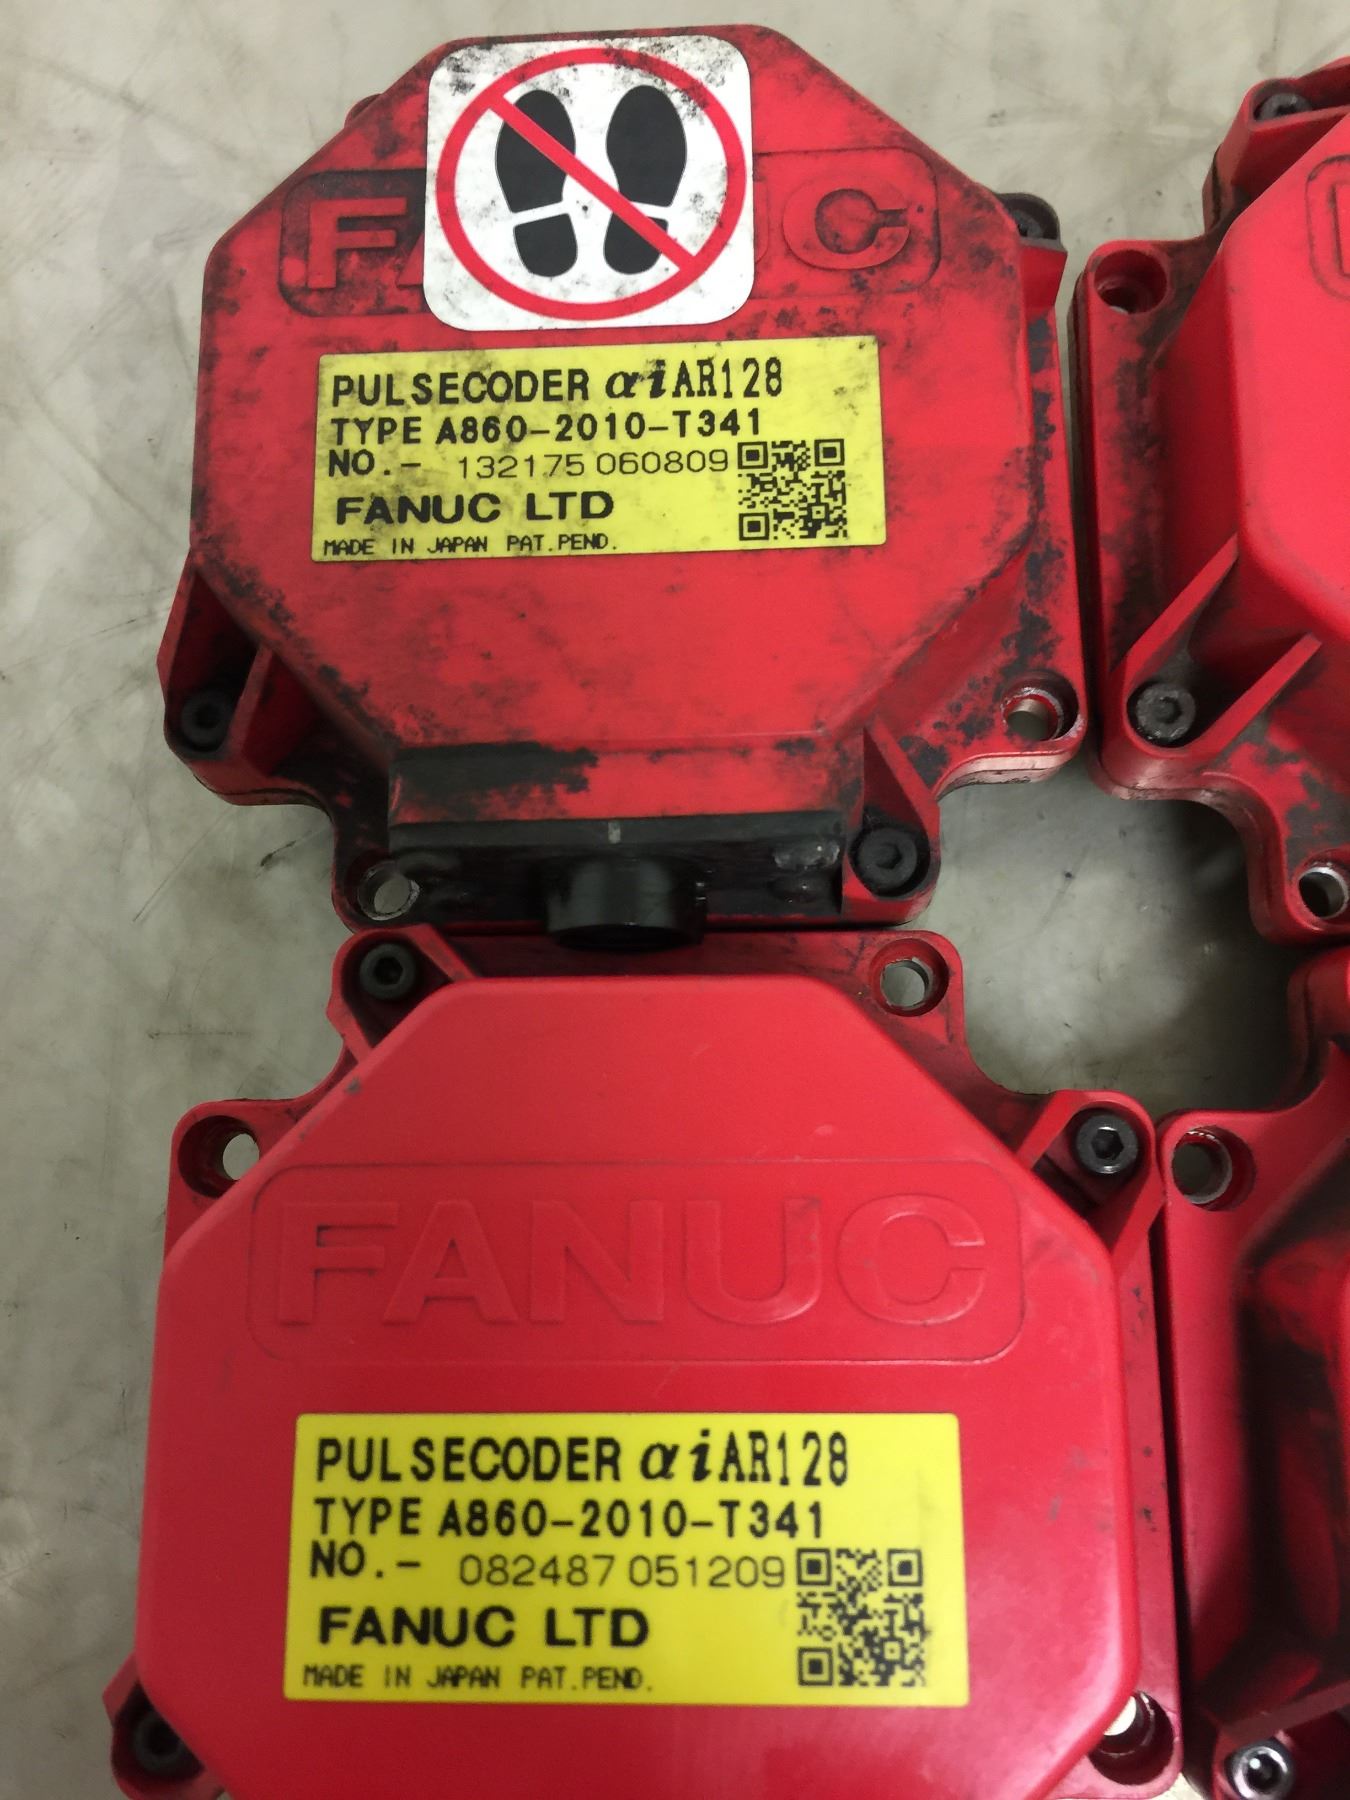 FANUC
PULSECODER αiAR128
TYPE A860-2010-T341
NO.- 132175 060809
FANUC LTD
MADE IN JAPAN PAT.PEND.
FANUC
PULSECODER αiAR128
TYPE A860-2010-T341
NO.- 082487 051209
FANUC LTD
MADE IN JAPAN PAT.PEND.